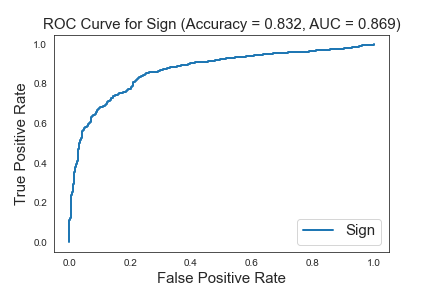 ROC Curve for Sign (Accuracy = 0.832, AUC = 0.869)
True Positive Rate
1.0
0.8
0.6
0.4
0.2
0.0
Sign
0.0 0.2 0.4 0.6 0.8 1.0
False Positive Rate